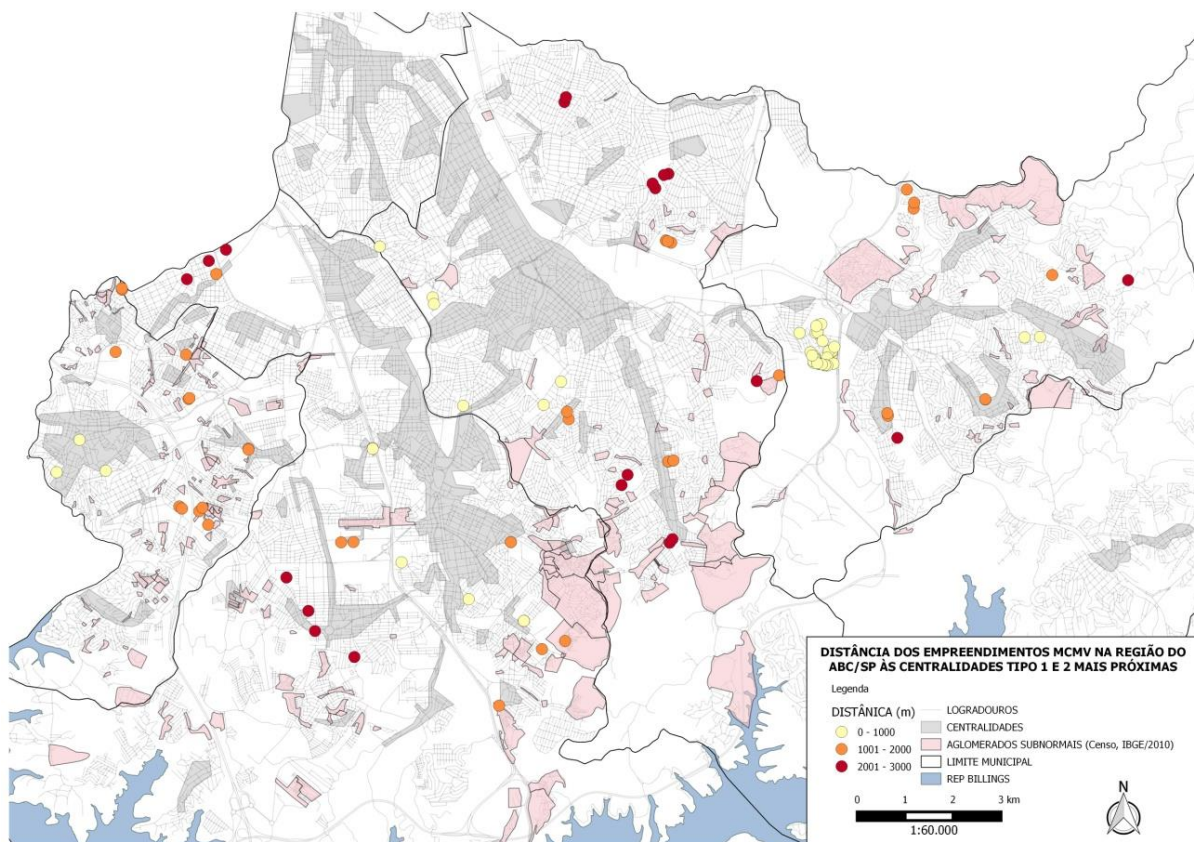 DISTÂNCIA DOS EMPREENDIMENTOS MCMV NA REGIÃO DO
ABC/SP ÀS CENTRALIDADES TIPO 1 E 2 MAIS PRÓXIMAS
Legenda
DISTÂNICA (m)
0 - 1000
1001 - 2000
2001 - 3000
LOGRADOUROS
CENTRALIDADES
AGLOMERADOS SUBNORMAIS (Censo, IBGE/2010)
LIMITE MUNICIPAL
REP BILLINGS
0 1 2 3 km
1:60.000
N